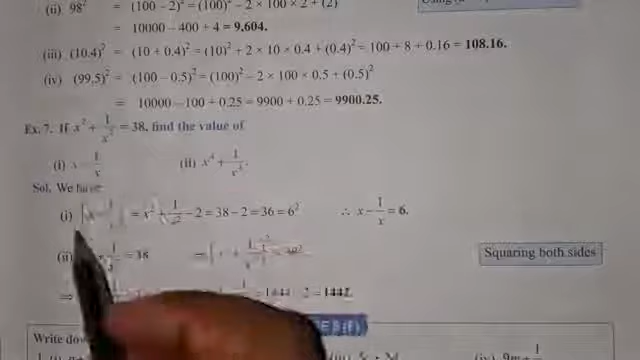 (ii) 98² = (100 − 2)² = (100)² − 2 × 100 × 2 + (2)
= 10000 − 400 + 4 = 9,604.
(iii) (10.4)² = (10 + 0.4)² = (10)² + 2 × 10 × 0.4 + (0.4)² = 100 + 8 + 0.16 = 108.16.
(iv) (99.5)² = (100 − 0.5)² = (100)² − 2 × 100 × 0.5 + (0.5)²
= 10000 − 100 + 0.25 = 9900 + 0.25 = 9900.25.
Ex. 7. If x² + 1/x² = 38, find the value of
(i) x − 1/x (ii) x⁴ + 1/x⁴.
Sol. We have
(i) = x² + 1/x² − 2 = 38 − 2 = 36 = 6² ∴ x − 1/x = 6.
(ii) = 38 Squaring both sides
⇒ = 1444 − 2 = 1442
Write do